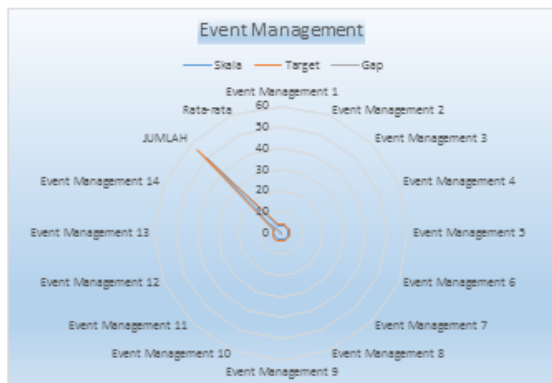 Event Management
Skala Target Gap
Event Management 1
Event Management 2
Event Management 3
Event Management 4
Event Management 5
Event Management 6
Event Management 7
Event Management 8
Event Management 9
Event Management 10
Event Management 11
Event Management 12
Event Management 13
Event Management 14
JUMLAH
Rata-rata
60
50
40
30
20
10
0